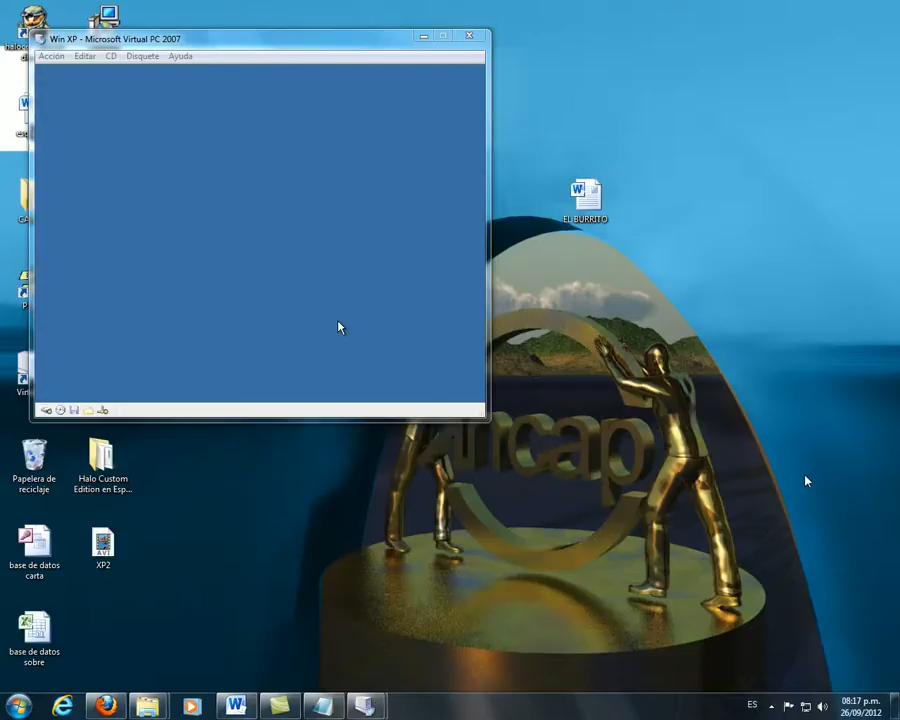 Win XP - Microsoft Virtual PC 2007
Acción Editar CD Disquete Ayuda
EL BURRITO
Papelera de
reciclaje
Halo Custom
Edition en Esp...
base de datos
carta
XP2
base de datos
sobre
ES
08:17 p.m.
26/09/2012